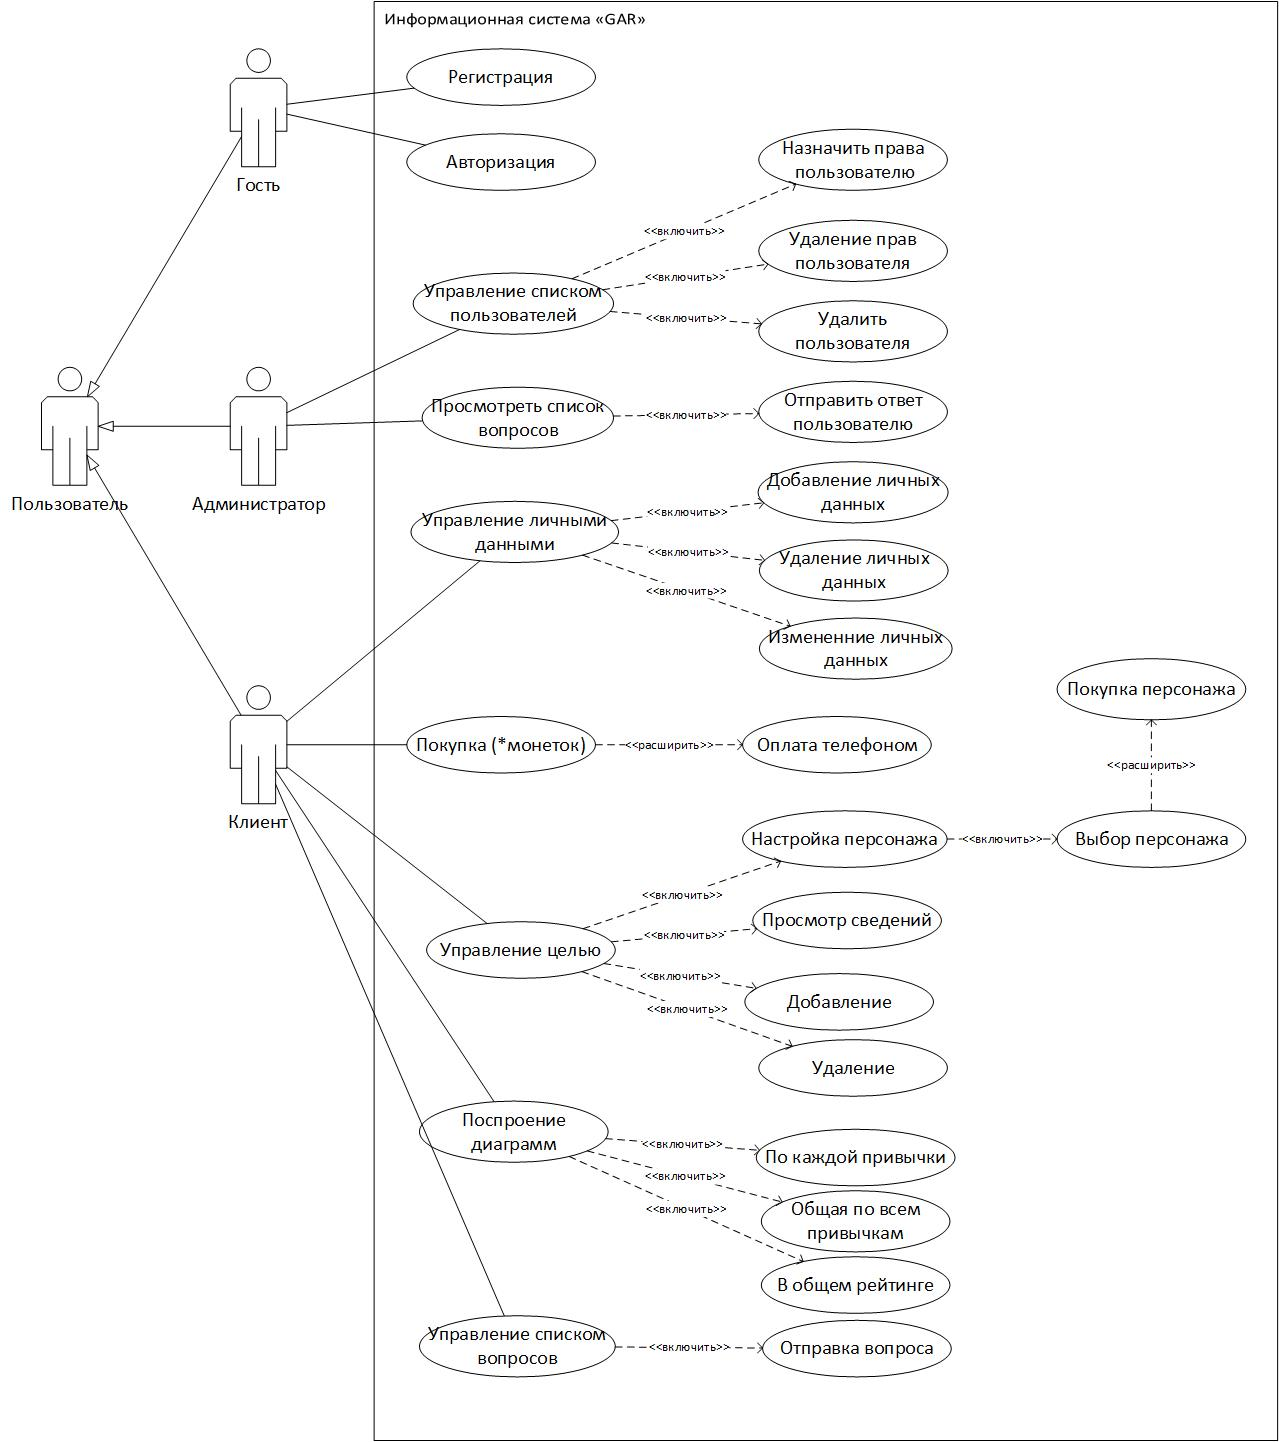 Информационная система «GAR»
Регистрация
Авторизация
Гость
Назначить права
пользователю
<<включить>>
Удаление прав
пользователя
<<включить>>
Управление списком
пользователей
<<включить>>
Удалить
пользователя
Пользователь
Администратор
Просмотреть список
вопросов
<<включить>>
Отправить ответ
пользователю
Добавление личных
данных
<<включить>>
Управление личными
данными
<<включить>>
Удаление личных
данных
<<включить>>
Измененние личных
данных
Покупка персонажа
Покупка (*монеток)
<<расширить>>
Оплата телефоном
<<расширить>>
Клиент
Настройка персонажа
<<включить>>
Выбор персонажа
<<включить>>
Просмотр сведений
<<включить>>
Управление целью
<<включить>>
Добавление
<<включить>>
Удаление
Поспроение
диаграмм
<<включить>>
По каждой привычки
<<включить>>
Общая по всем
привычкам
<<включить>>
В общем рейтинге
Управление списком
вопросов
<<включить>>
Отправка вопроса